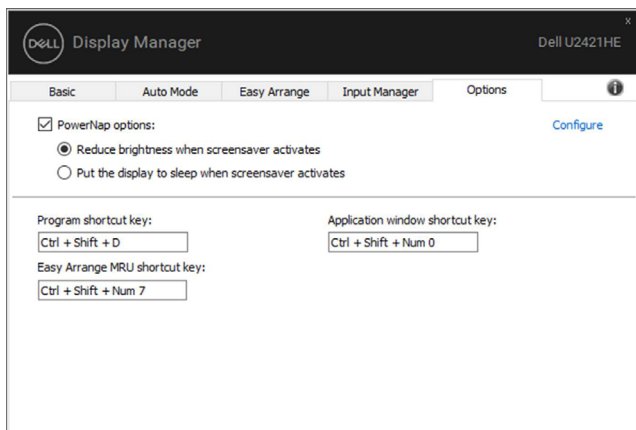 x
DELL Display Manager Dell U2421HE
Basic Auto Mode Easy Arrange Input Manager Options i
PowerNap options: Configure
Reduce brightness when screensaver activates
Put the display to sleep when screensaver activates
Program shortcut key: Application window shortcut key:
Ctrl + Shift + D Ctrl + Shift + Num 0
Easy Arrange MRU shortcut key:
Ctrl + Shift + Num 7